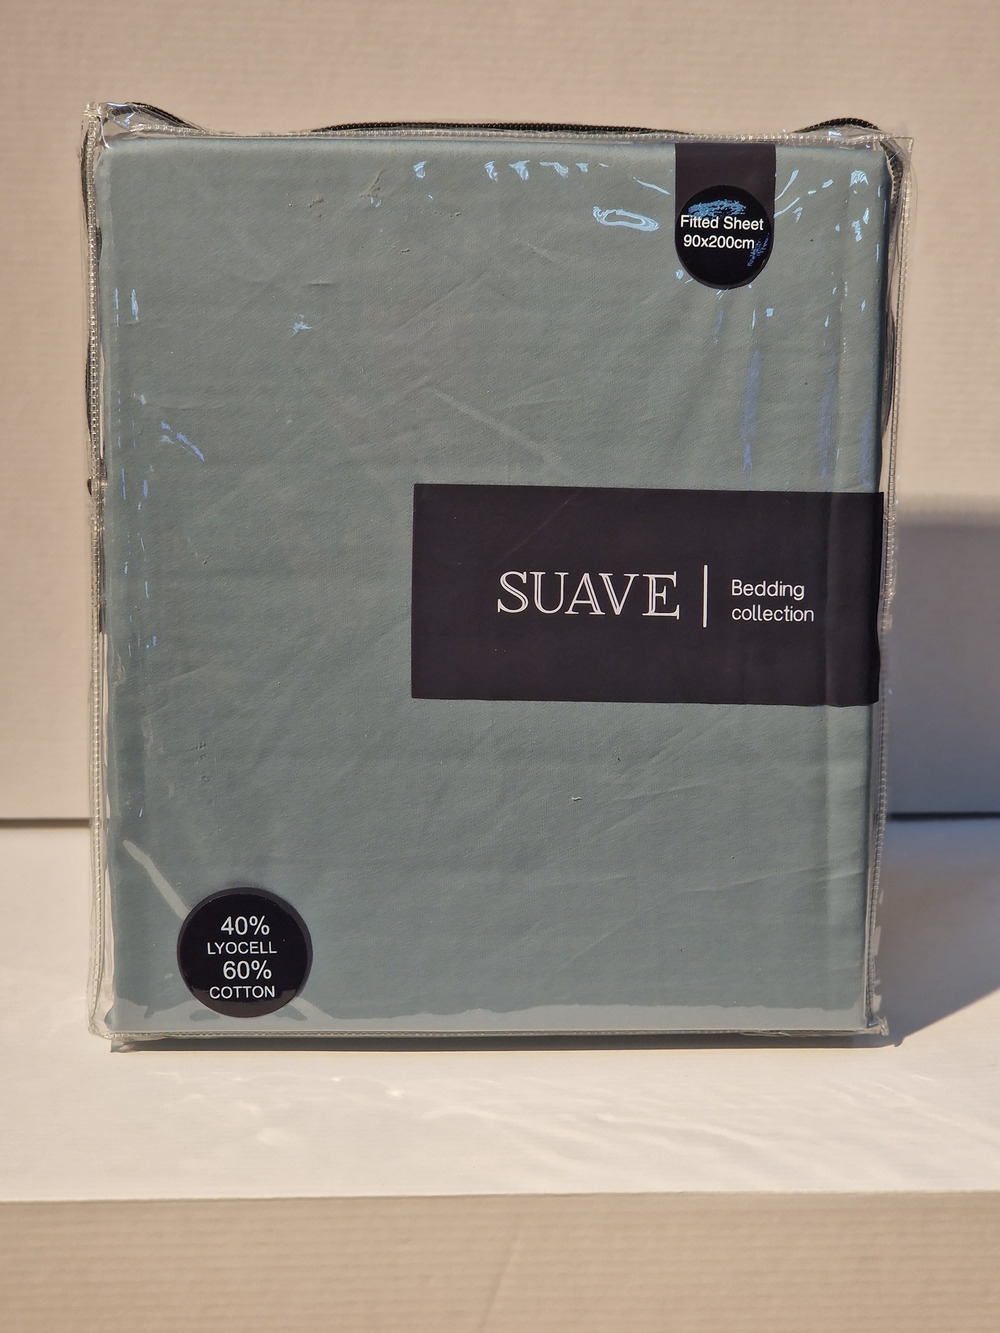 Fitted Sheet
90x200cm
SUAVE | Bedding
collection
40%
LYOCELL
60%
COTTON